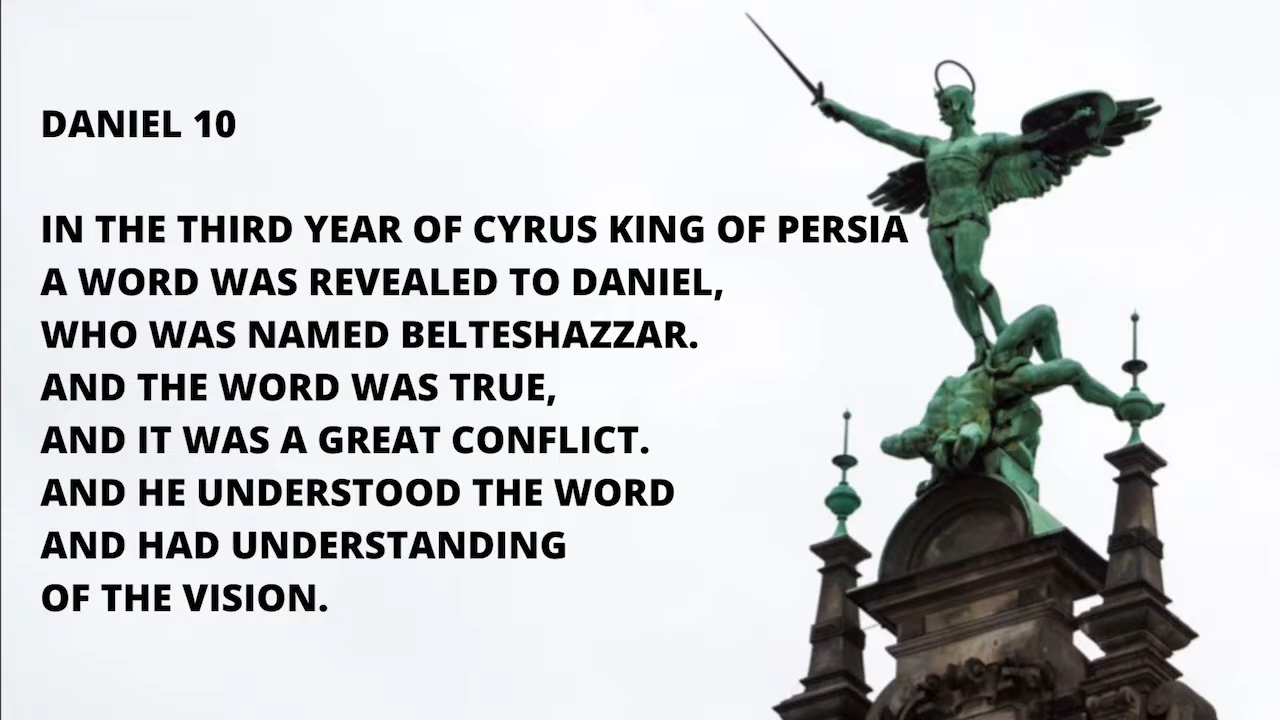 DANIEL 10
IN THE THIRD YEAR OF CYRUS KING OF PERSIA
A WORD WAS REVEALED TO DANIEL,
WHO WAS NAMED BELTESHAZZAR.
AND THE WORD WAS TRUE,
AND IT WAS A GREAT CONFLICT.
AND HE UNDERSTOOD THE WORD
AND HAD UNDERSTANDING
OF THE VISION.